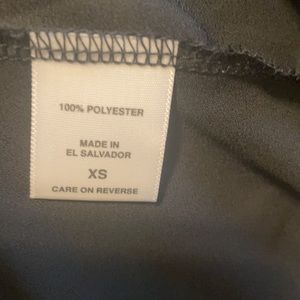 100% POLYESTER
MADE IN
EL SALVADOR
XS
CARE ON REVERSE